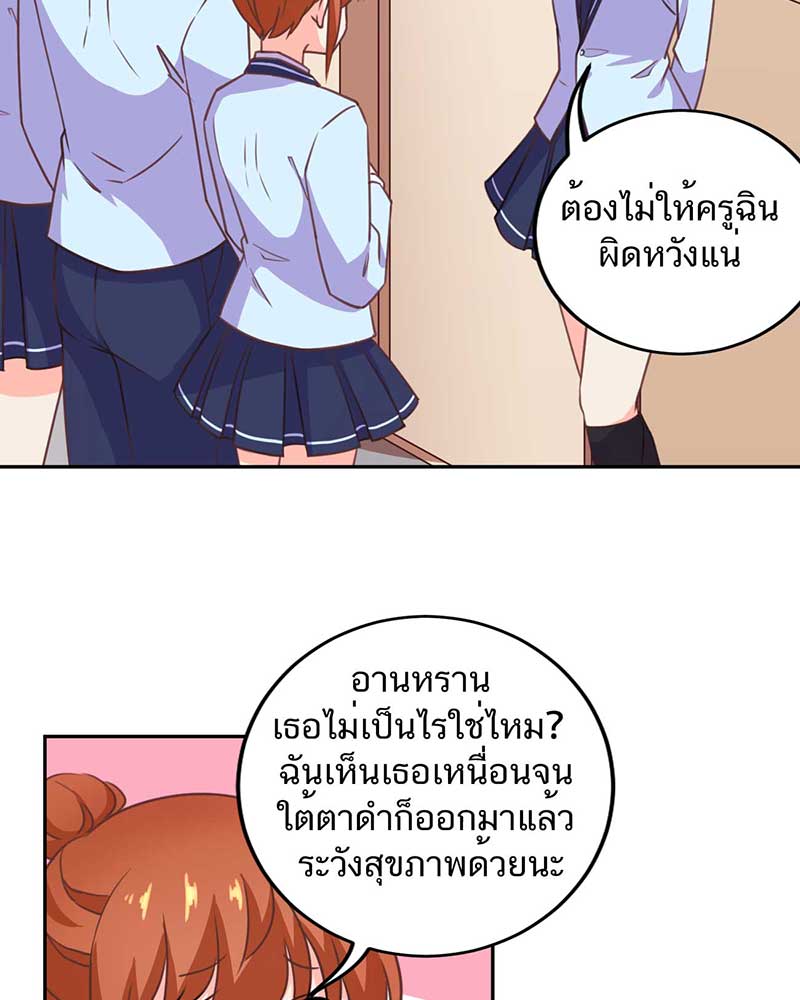 ต้องไม่ให้ครูฉิน
ผิดหวังแน่
อานหราน
เธอไม่เป็นไรใช่ไหม?
ฉันเห็นเธอเหนื่อนจน
ใต้ตาดำก็ออกมาแล้ว
ระวังสุขภาพด้วยนะ